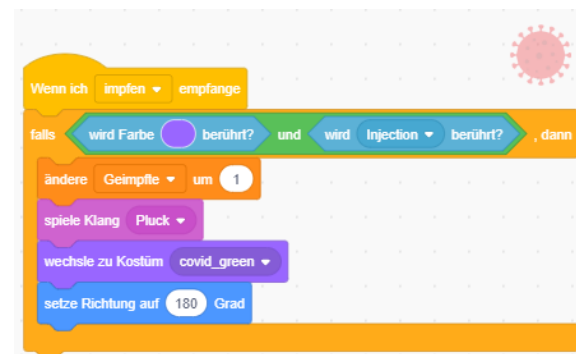 Wenn ich impfen empfange
falls wird Farbe berührt? und wird Injection berührt? , dann
ändere Geimpfte um 1
spiele Klang Pluck
wechsle zu Kostüm covid_green
setze Richtung auf 180 Grad